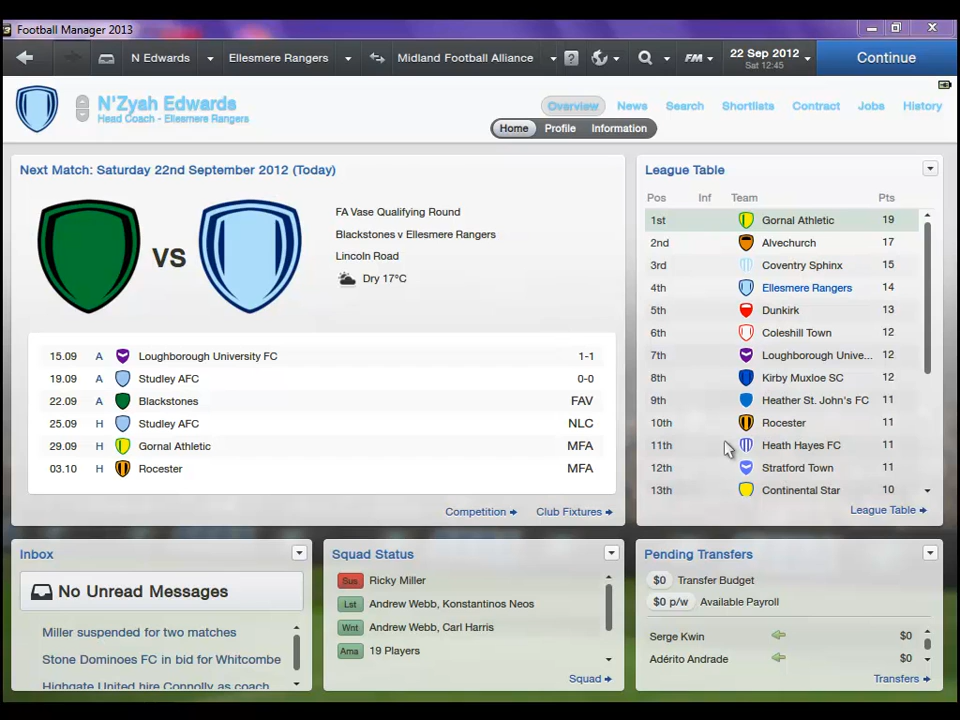 Football Manager 2013
N Edwards
Ellesmere Rangers
Midland Football Alliance
?
FM
22 Sep 2012
Sat 12:45
Continue
N'Zyah Edwards
Head Coach - Ellesmere Rangers
Overview News Search Shortlists Contract Jobs History
Home Profile Information
Next Match: Saturday 22nd September 2012 (Today)
VS
FA Vase Qualifying Round
Blackstones v Ellesmere Rangers
Lincoln Road
Dry 17°C
15.09 A Loughborough University FC 1-1
19.09 A Studley AFC 0-0
22.09 A Blackstones FAV
25.09 H Studley AFC NLC
29.09 H Gornal Athletic MFA
03.10 H Rocester MFA
Competition
Club Fixtures
League Table
Pos Inf Team Pts
1st Gornal Athletic 19
2nd Alvechurch 17
3rd Coventry Sphinx 15
4th Ellesmere Rangers 14
5th Dunkirk 13
6th Coleshill Town 12
7th Loughborough Unive... 12
8th Kirby Muxloe SC 12
9th Heather St. John's FC 11
10th Rocester 11
11th Heath Hayes FC 11
12th Stratford Town 11
13th Continental Star 10
League Table
Inbox
No Unread Messages
Miller suspended for two matches
Stone Dominoes FC in bid for Whitcombe
Highgate United hire Connolly as coach
Squad Status
Sus Ricky Miller
Lst Andrew Webb, Konstantinos Neos
Wnt Andrew Webb, Carl Harris
Ama 19 Players
Squad
Pending Transfers
$0 Transfer Budget
$0 p/w Available Payroll
Serge Kwin $0
Adérito Andrade $0
Transfers